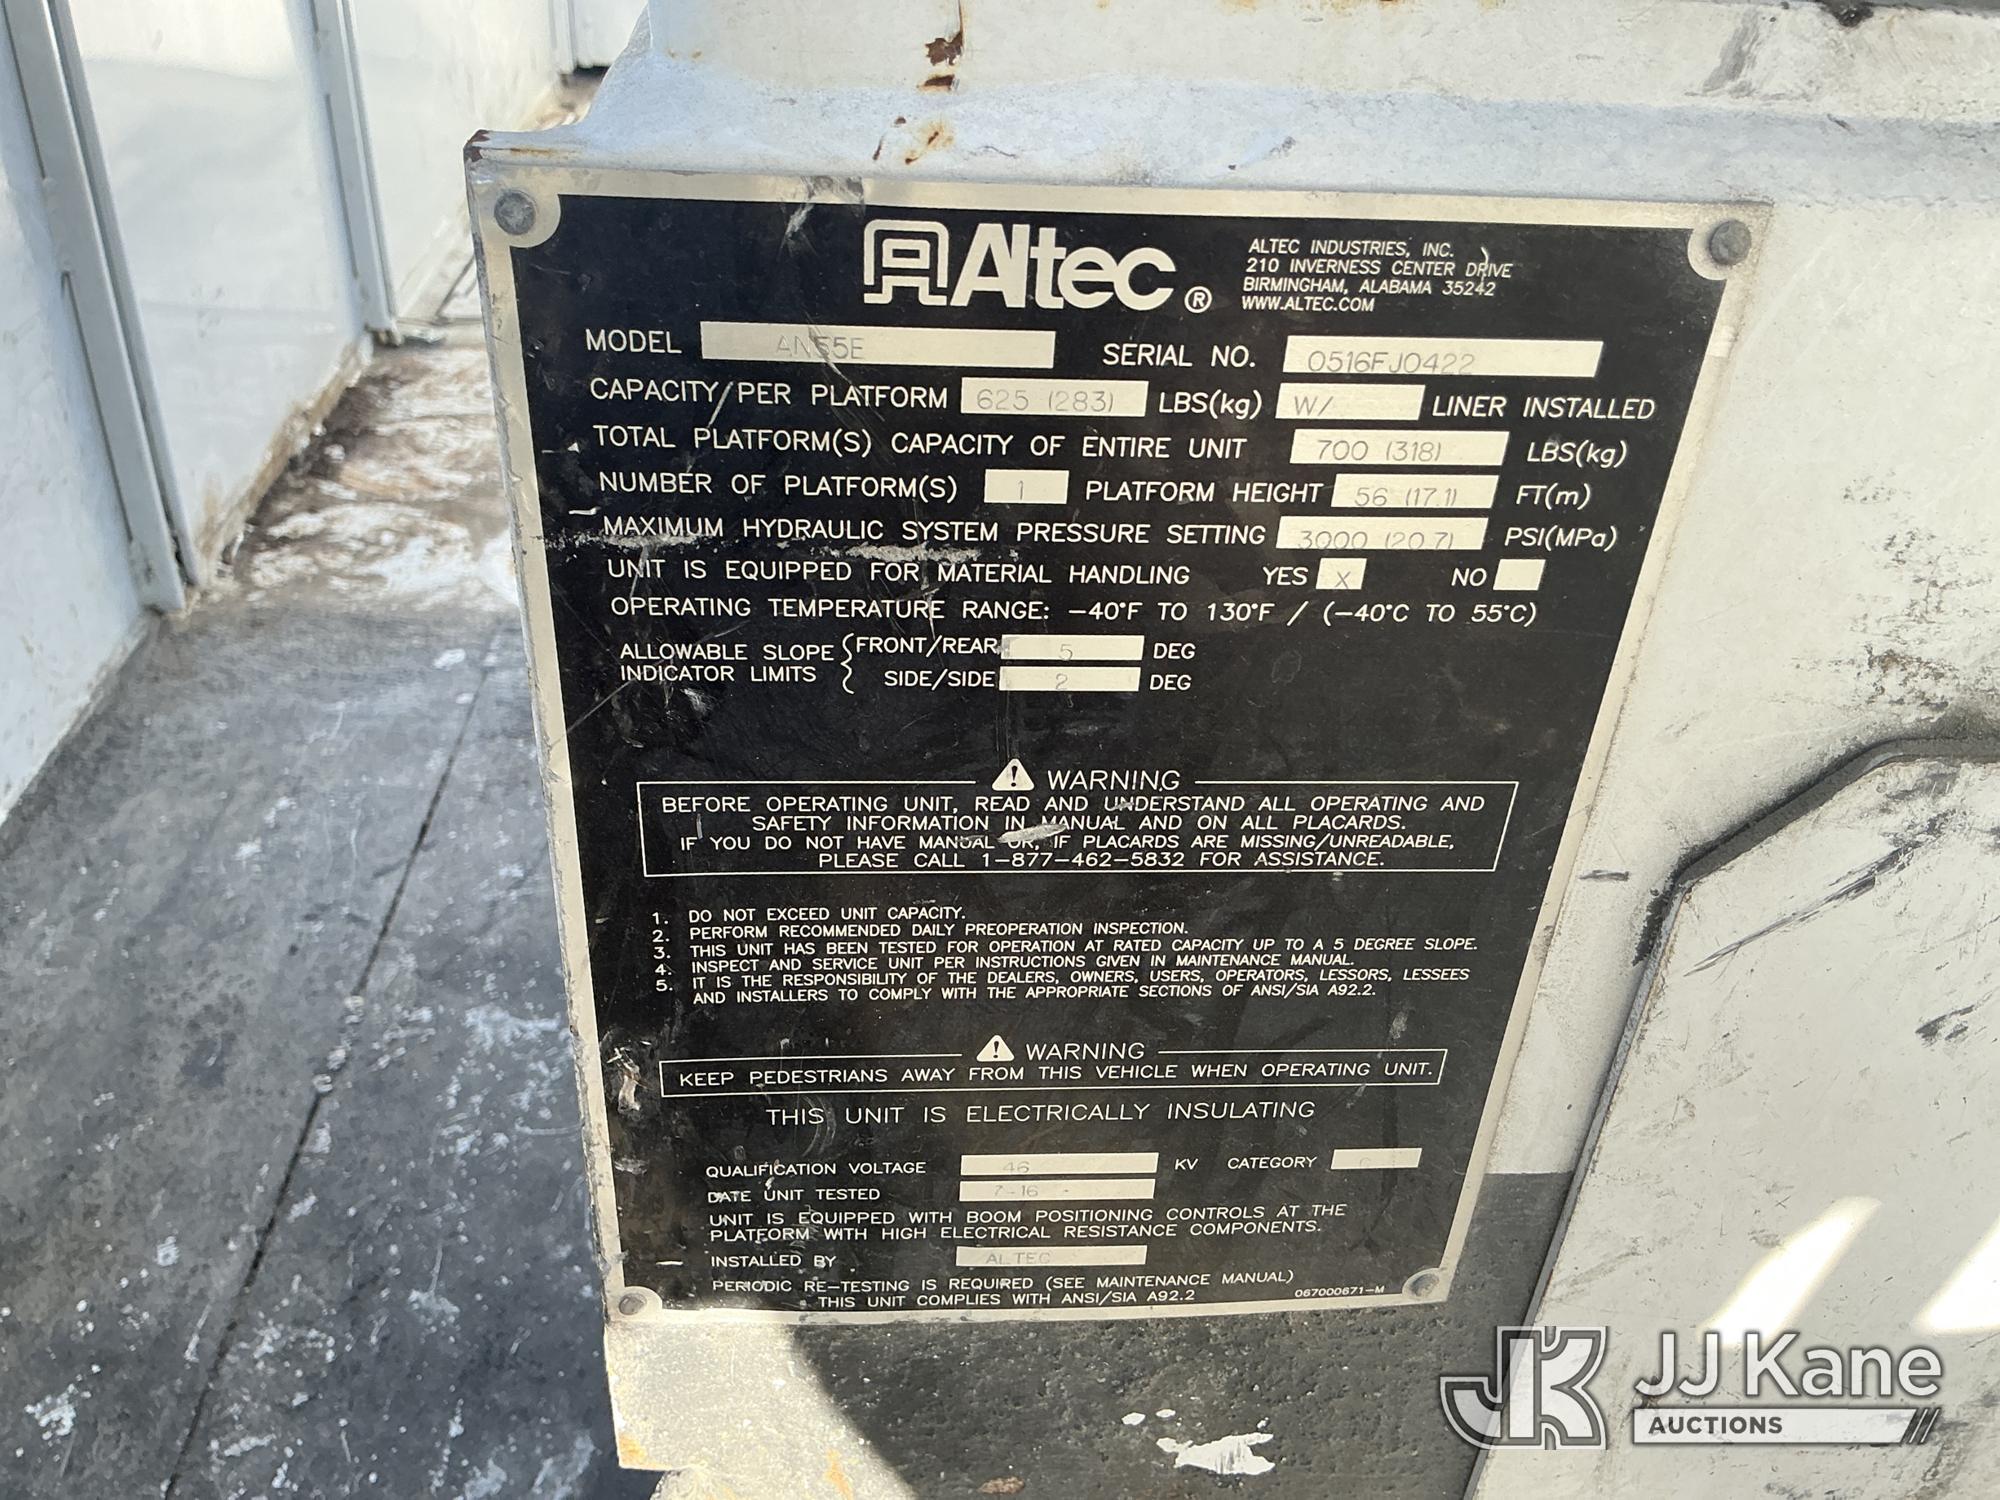 Altec®
ALTEC INDUSTRIES, INC.
210 INVERNESS CENTER DRIVE
BIRMINGHAM, ALABAMA 35242
WWW.ALTEC.COM
MODEL AN55E SERIAL NO. 0516FJ0422
CAPACITY/PER PLATFORM 625 (283) LBS(kg) W/ LINER INSTALLED
TOTAL PLATFORM(S) CAPACITY OF ENTIRE UNIT 700 (318) LBS(kg)
NUMBER OF PLATFORM(S) 1 PLATFORM HEIGHT 56 (17.1) FT(m)
MAXIMUM HYDRAULIC SYSTEM PRESSURE SETTING 3000 (20.7) PSI(MPa)
UNIT IS EQUIPPED FOR MATERIAL HANDLING YES X NO
OPERATING TEMPERATURE RANGE: -40°F TO 130°F / (-40°C TO 55°C)
ALLOWABLE SLOPE INDICATOR LIMITS
FRONT/REAR 5 DEG
SIDE/SIDE 2 DEG
WARNING
BEFORE OPERATING UNIT, READ AND UNDERSTAND ALL OPERATING AND
SAFETY INFORMATION IN MANUAL AND ON ALL PLACARDS.
IF YOU DO NOT HAVE MANUAL OR, IF PLACARDS ARE MISSING/UNREADABLE,
PLEASE CALL 1-877-462-5832 FOR ASSISTANCE.
1. DO NOT EXCEED UNIT CAPACITY.
2. PERFORM RECOMMENDED DAILY PREOPERATION INSPECTION.
3. THIS UNIT HAS BEEN TESTED FOR OPERATION AT RATED CAPACITY UP TO A 5 DEGREE SLOPE.
4. INSPECT AND SERVICE UNIT PER INSTRUCTIONS GIVEN IN MAINTENANCE MANUAL.
5. IT IS THE RESPONSIBILITY OF THE DEALERS, OWNERS, USERS, OPERATORS, LESSORS, LESSEES
AND INSTALLERS TO COMPLY WITH THE APPROPRIATE SECTIONS OF ANSI/SIA A92.2.
WARNING
KEEP PEDESTRIANS AWAY FROM THIS VEHICLE WHEN OPERATING UNIT.
THIS UNIT IS ELECTRICALLY INSULATING
QUALIFICATION VOLTAGE 46 KV CATEGORY C
DATE UNIT TESTED 7-16
UNIT IS EQUIPPED WITH BOOM POSITIONING CONTROLS AT THE
PLATFORM WITH HIGH ELECTRICAL RESISTANCE COMPONENTS.
INSTALLED BY ALTEC
PERIODIC RE-TESTING IS REQUIRED (SEE MAINTENANCE MANUAL)
THIS UNIT COMPLIES WITH ANSI/SIA A92.2
067000671-M
JK JJ Kane
AUCTIONS